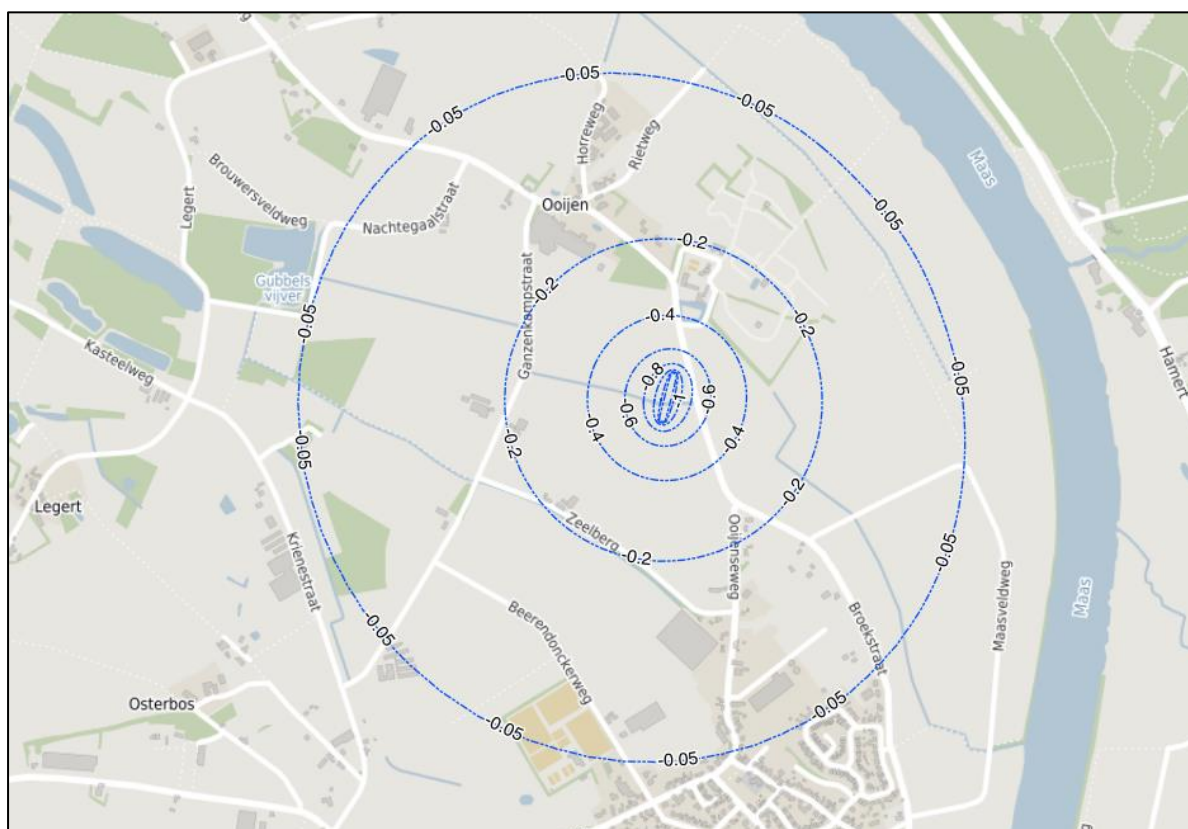 g
-0.05
-0.05
-0.05
-0.05
Horreweg
Rietweg
Maas
Legert
Brouwersveldweg
Nachtegaalstraat
Ooijen
-0.05
Gubbels
vijver
-0.2
-0.2
-0.2
Ganzenkampstraat
-0.05
-0.4
Kasteelweg
-0.8
-1
-0.6
-0.6
-0.05
Hamert
-0.4
-0.4
-0.05
-0.2
-0.2
Legert
Zeelberg
-0.2
Ooijenseweg
-0.05
Krienestraat
Maas
Maasveldweg
Beerendonckerweg
Broekstraat
-0.05
Osterbos
-0.05
-0.05
-0.05
g